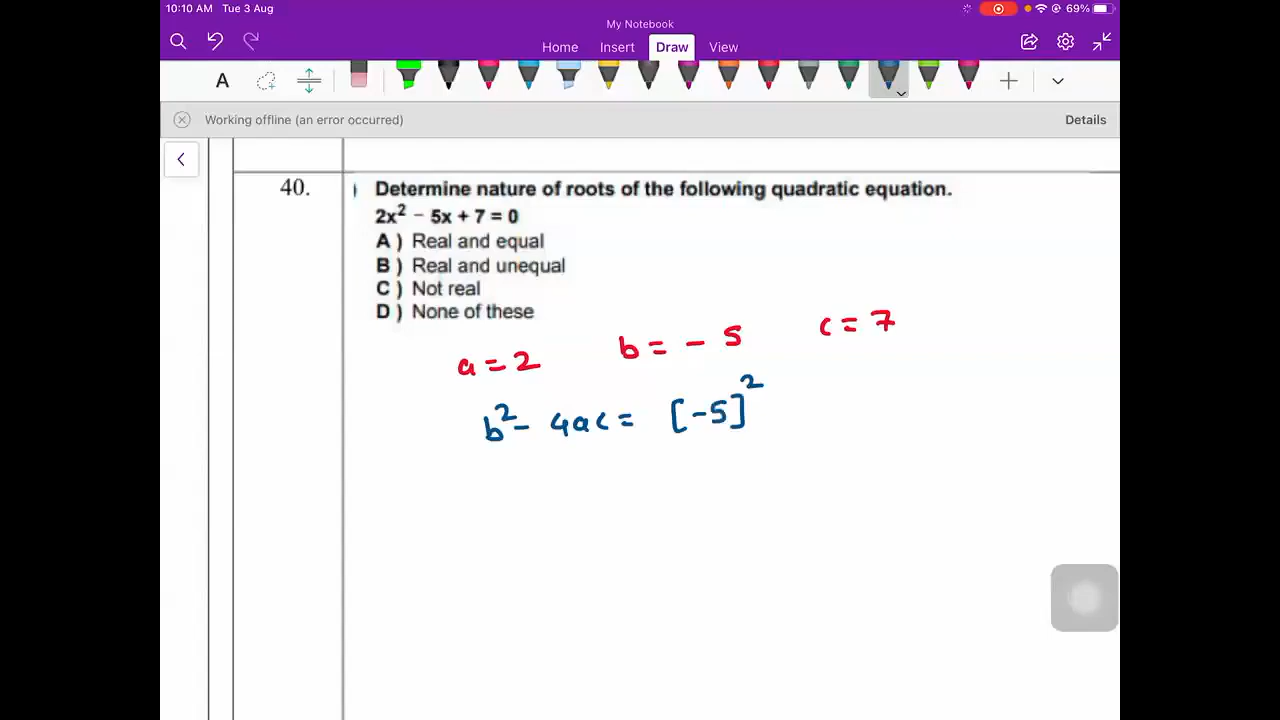 10:10 AM Tue 3 Aug
69%
My Notebook
Home Insert Draw View
A
Working offline (an error occurred)
Details
40.
Determine nature of roots of the following quadratic equation.
2x² − 5x + 7 = 0
A ) Real and equal
B ) Real and unequal
C ) Not real
D ) None of these
a = 2 b = - 5 c = 7
b² - 4ac = [-5]²